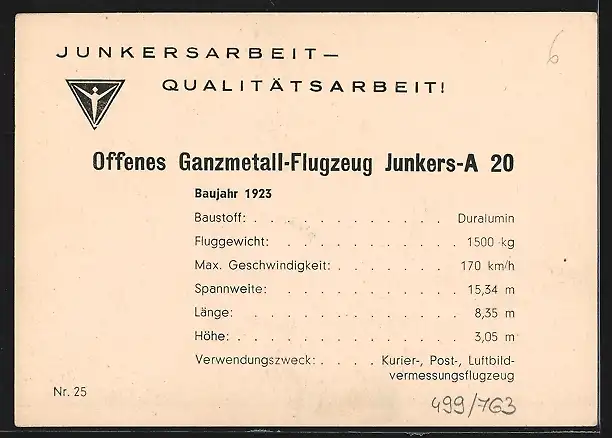 JUNKERSARBEIT—
QUALITÄTSARBEIT!
6
Offenes Ganzmetall-Flugzeug Junkers-A 20
Baujahr 1923
Baustoff: . . . . . . . . . . . . Duralumin
Fluggewicht: . . . . . . . . . . . 1500 kg
Max. Geschwindigkeit: . . . . . . . 170 km/h
Spannweite: . . . . . . . . . . . 15,34 m
Länge: . . . . . . . . . . . . . 8,35 m
Höhe: . . . . . . . . . . . . . 3,05 m
Verwendungszweck: . . . . Kurier-, Post-, Luftbild-
vermessungsflugzeug
Nr. 25
499/763